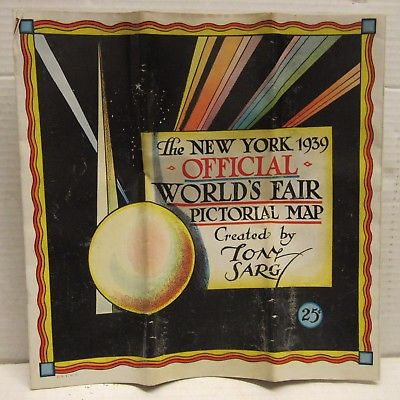 The NEW YORK 1939
OFFICIAL
WORLD'S FAIR
PICTORIAL MAP
Created by
TONY
SARG
25¢